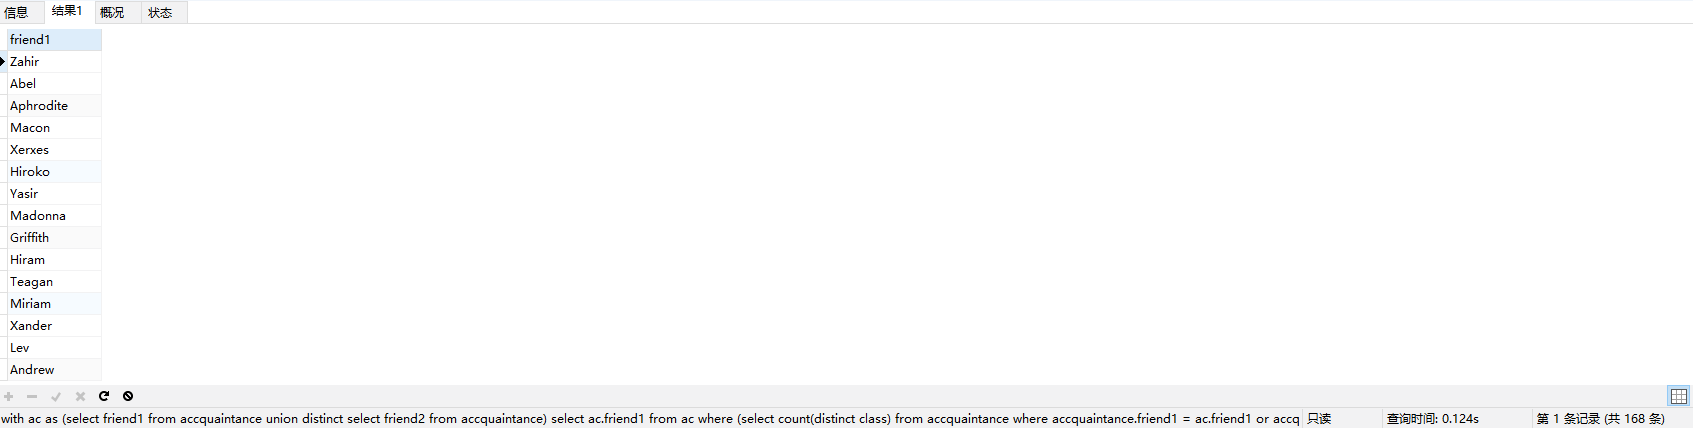 信息 结果1 概况 状态
friend1
Zahir
Abel
Aphrodite
Macon
Xerxes
Hiroko
Yasir
Madonna
Griffith
Hiram
Teagan
Miriam
Xander
Lev
Andrew
with ac as (select friend1 from accquaintance union distinct select friend2 from accquaintance) select ac.friend1 from ac where (select count(distinct class) from accquaintance where accquaintance.friend1 = ac.friend1 or accq 只读 查询时间: 0.124s 第 1 条记录 (共 168 条)